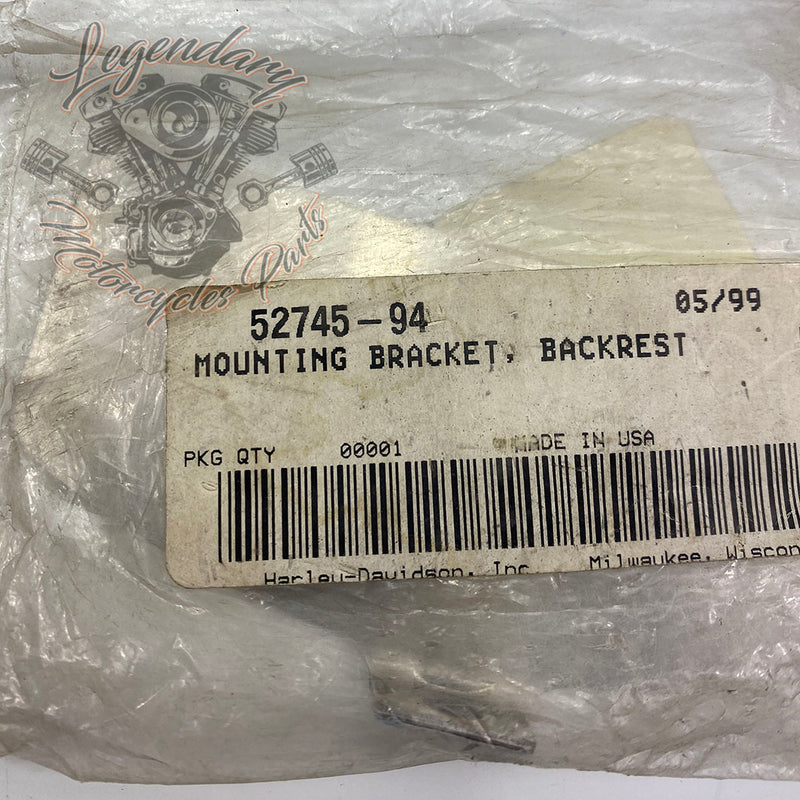 Legendary
Motorcycles Parts
52745-94
05/99
MOUNTING BRACKET, BACKREST
PKG QTY 00001 MADE IN USA
Harley-Davidson, Inc Milwaukee, Wiscon